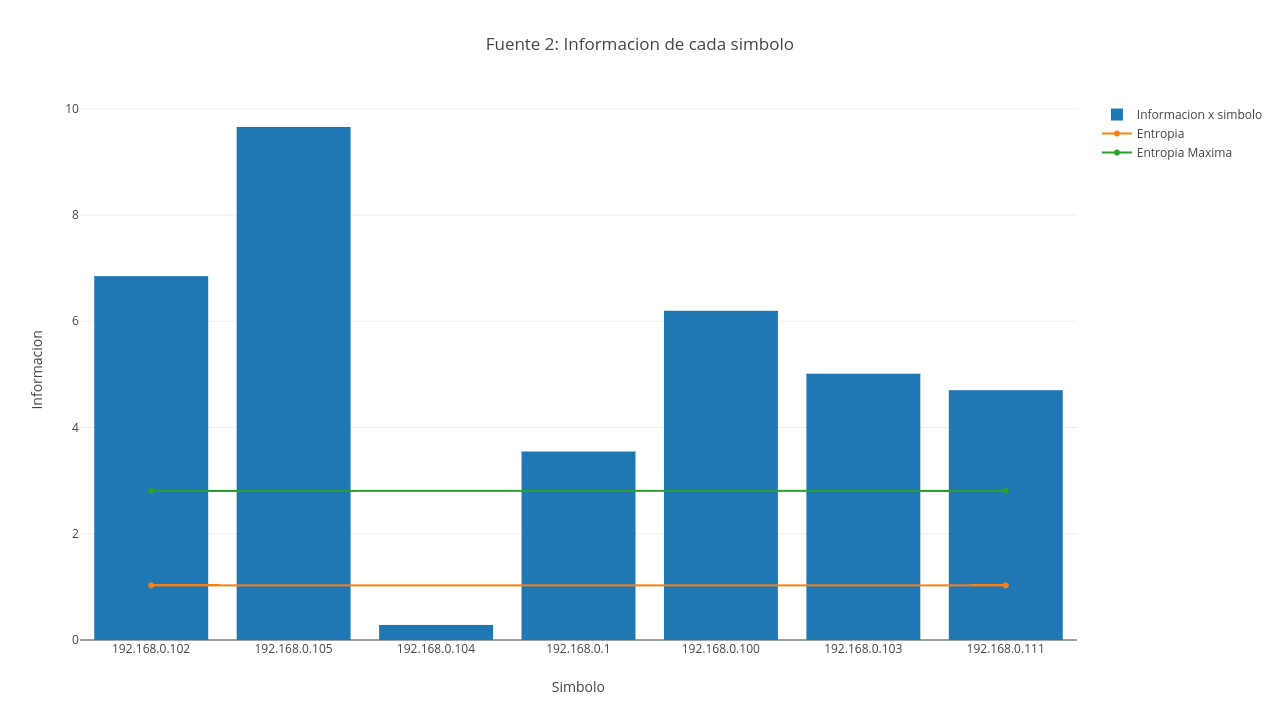 Fuente 2: Informacion de cada simbolo
Informacion x simbolo
Entropia
Entropia Maxima
Informacion
10
8
6
4
2
0
192.168.0.102 192.168.0.105 192.168.0.104 192.168.0.1 192.168.0.100 192.168.0.103 192.168.0.111
Simbolo